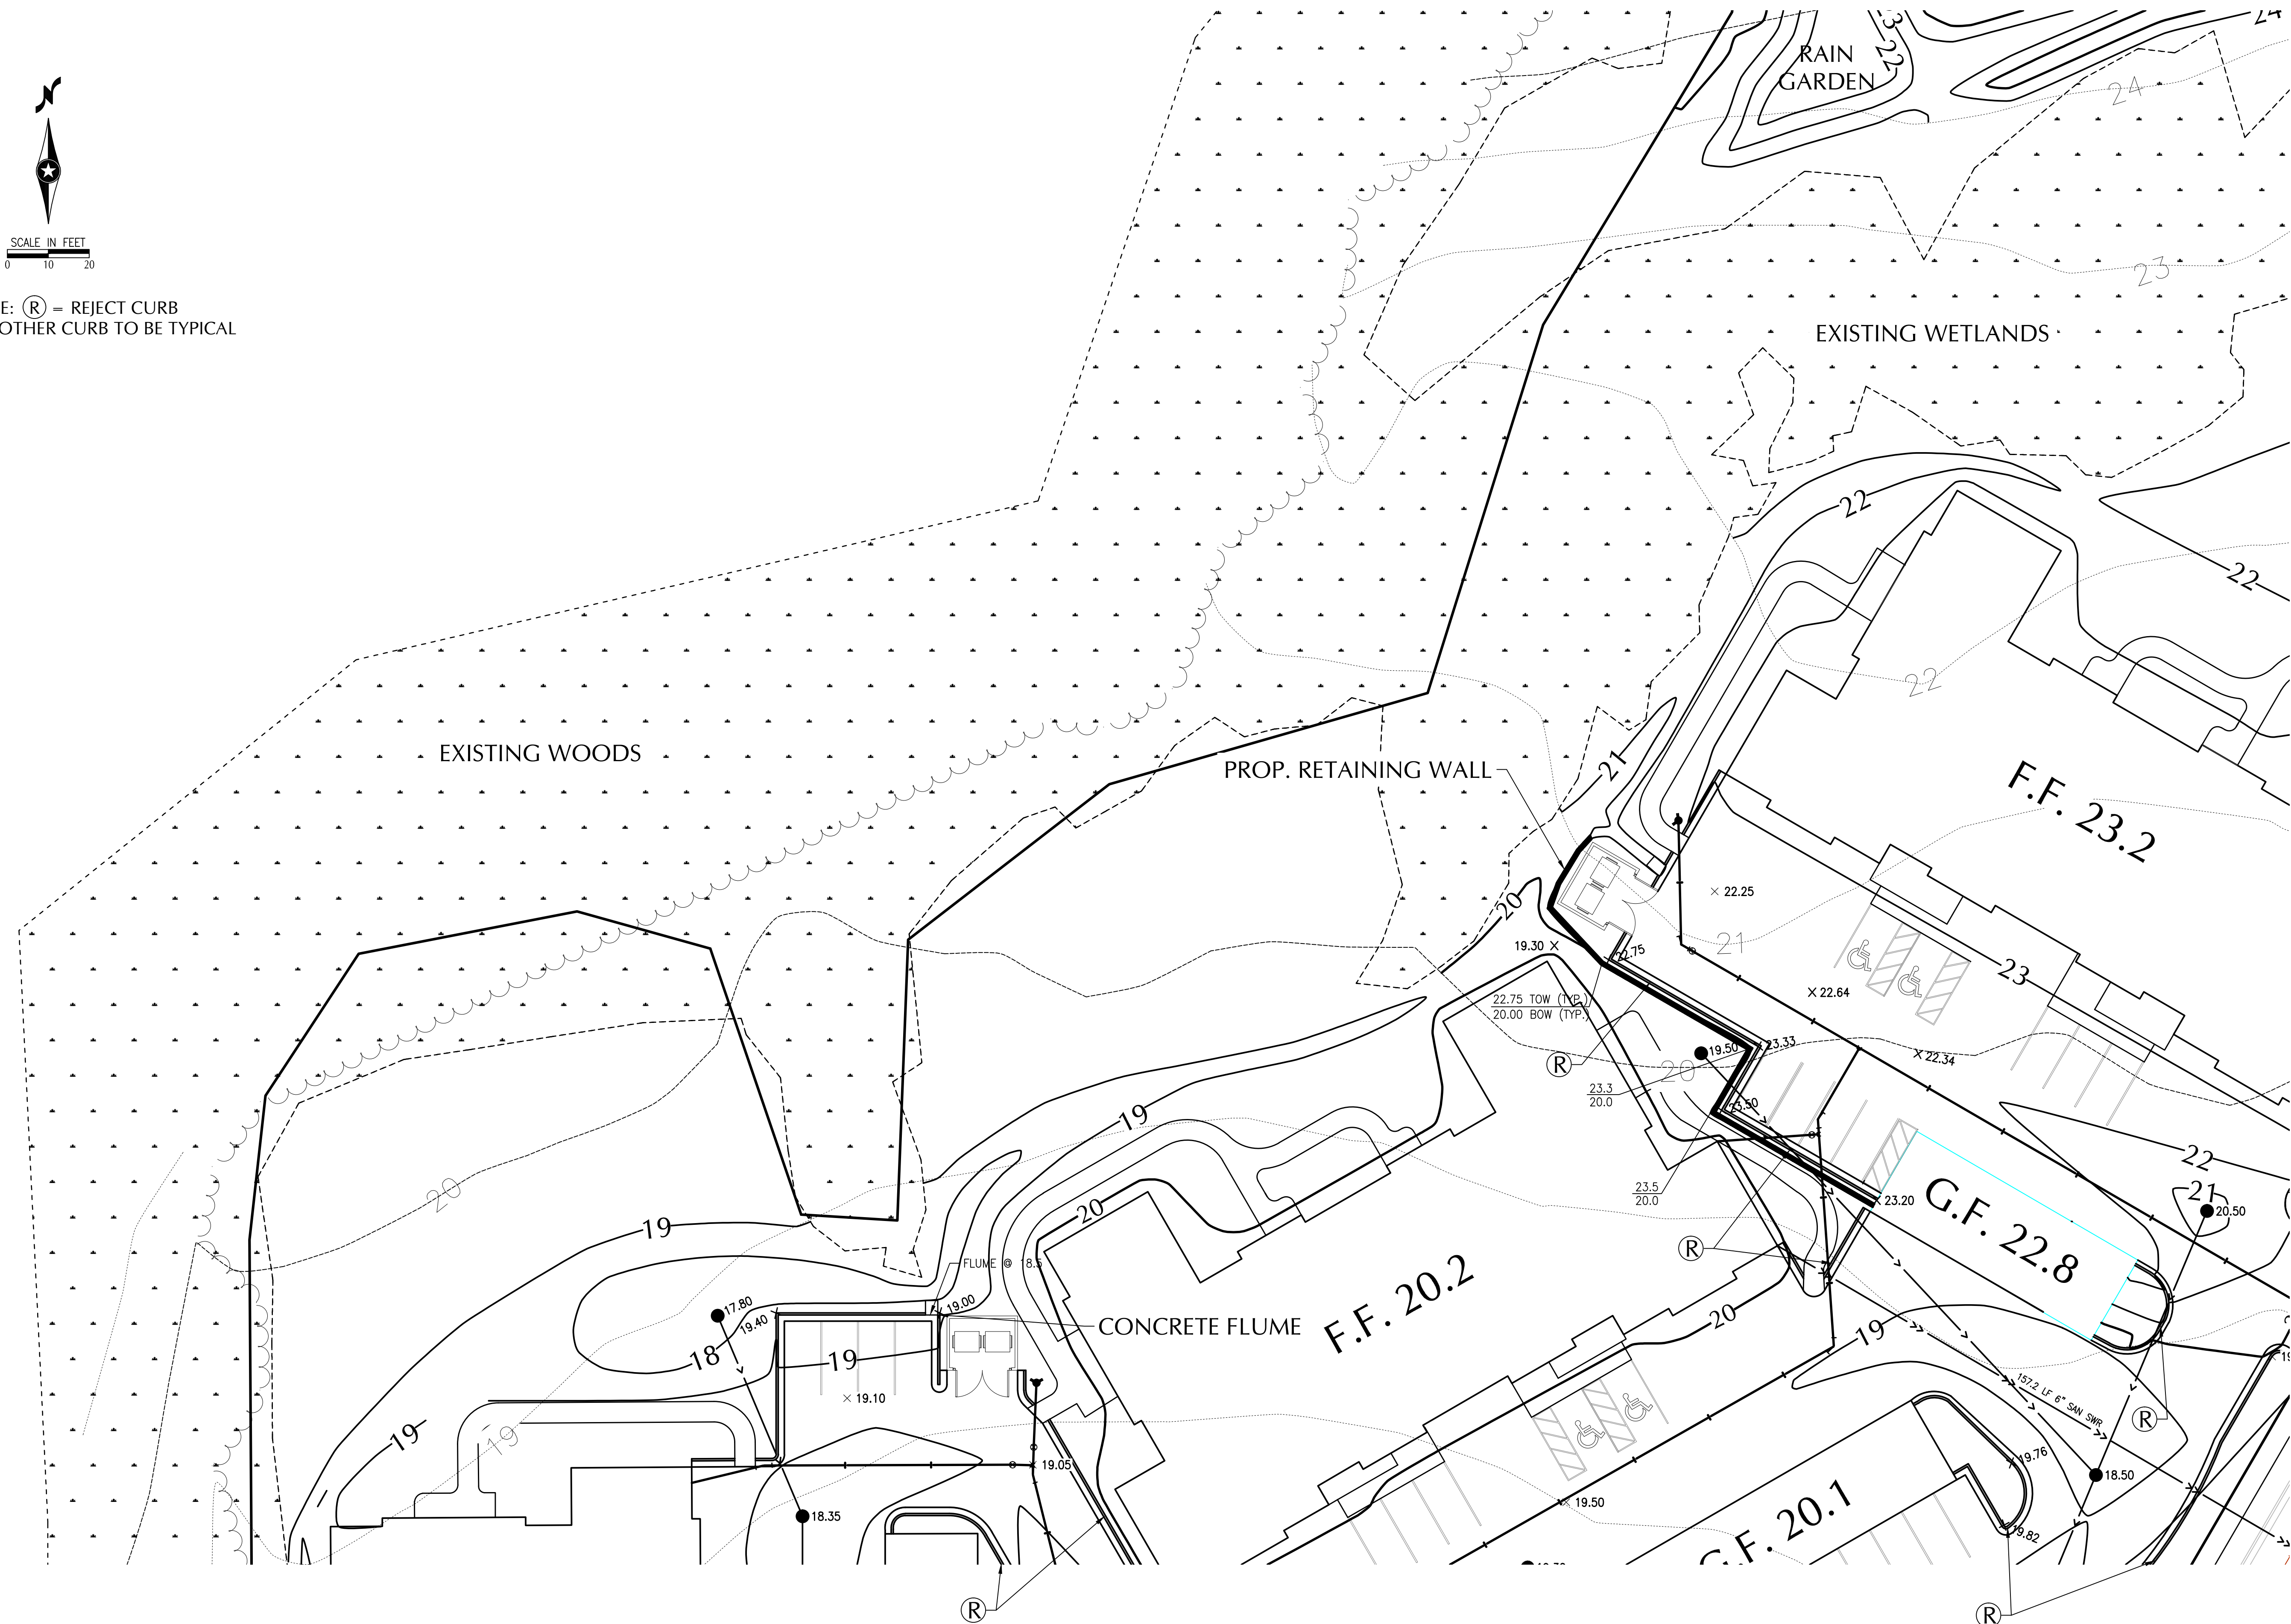 RAIN
GARDEN
23
22
24
24
N
SCALE IN FEET
0 10 20
E: Ⓡ = REJECT CURB
OTHER CURB TO BE TYPICAL
23
EXISTING WETLANDS
22
22
22
EXISTING WOODS
PROP. RETAINING WALL
21
F.F. 23.2
22.25
20
19.30
22.75
21
23
22.64
22.75 TOW (TYP.)
20.00 BOW (TYP.)
19.50
23.33
22.34
R
20
23.3
20.0
23.50
19
22
23.5
20.0
23.20
G.F. 22.8
21
20.50
20
20
19
R
FLUME @ 18.5
17.80
19.40
19.00
CONCRETE FLUME
F.F. 20.2
20
19
18
19
157.2 LF 6" SAN SWR
19.10
R
19
19
19.05
19.76
18.50
19.50
G.F. 20.1
18.35
19.82
R
R